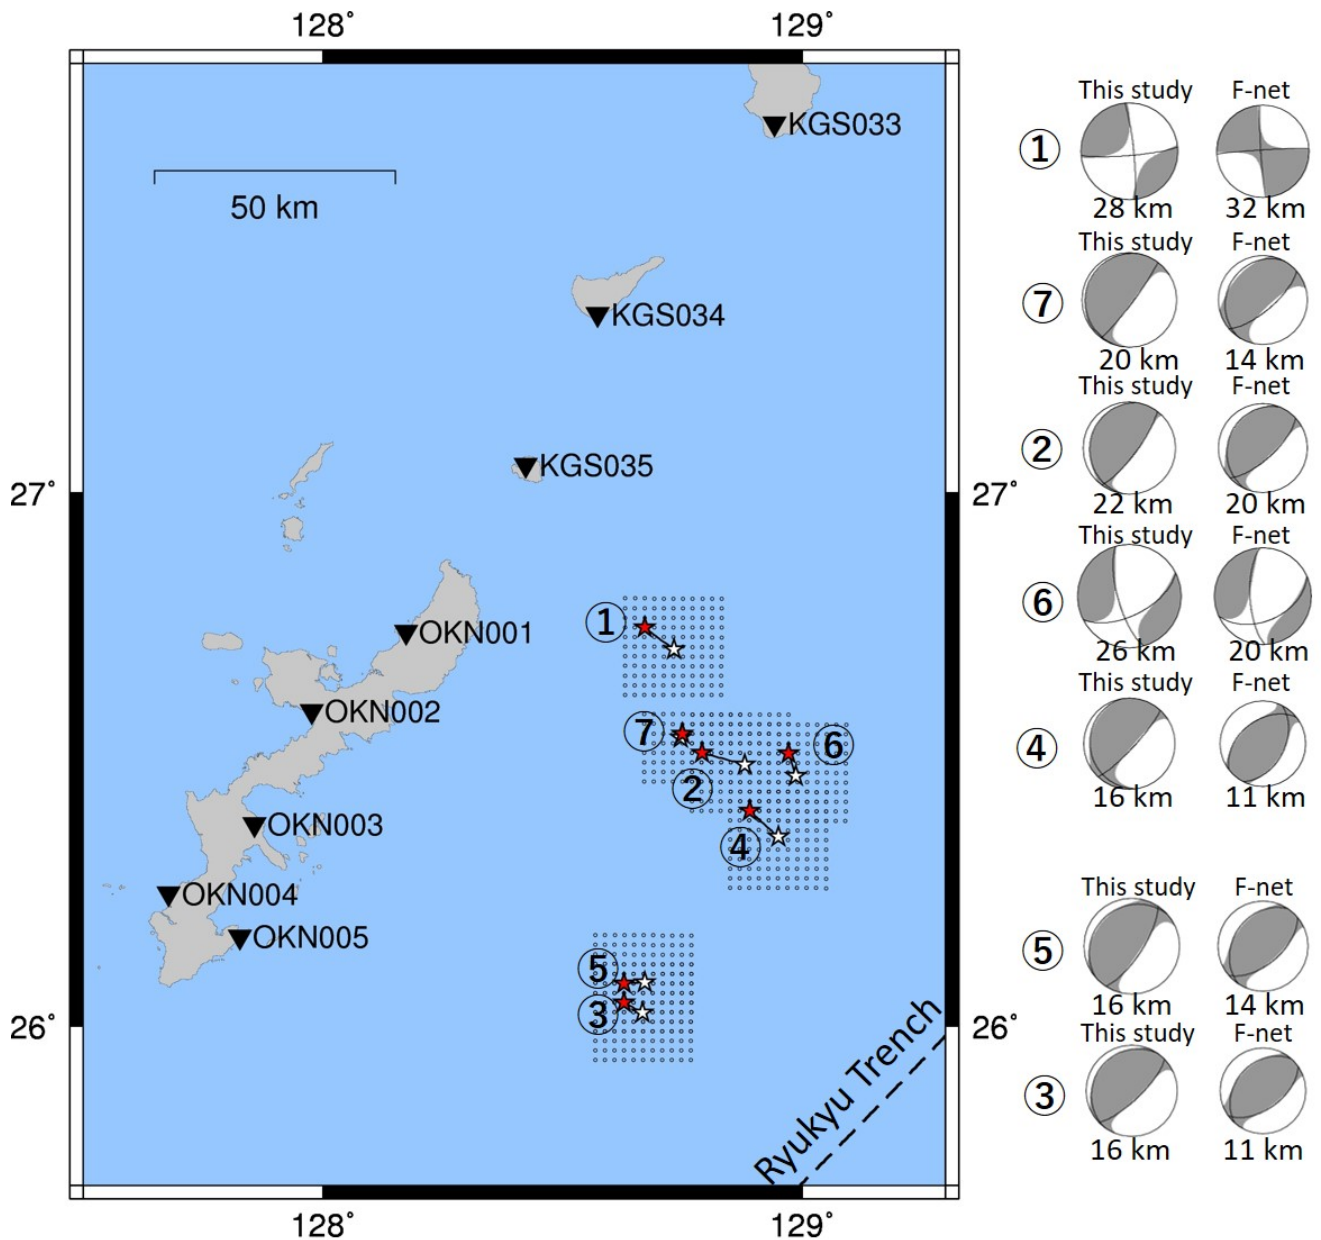 128° 129°
KGS033
50 km
KGS034
KGS035
27° 27°
OKN001
OKN002
OKN003
OKN004
OKN005
1
7
6
2
4
5
3
26° 26°
Ryukyu Trench
128° 129°
This study F-net
1
28 km 32 km
This study F-net
7
20 km 14 km
This study F-net
2
22 km 20 km
This study F-net
6
26 km 20 km
This study F-net
4
16 km 11 km
This study F-net
5
16 km 14 km
This study F-net
3
16 km 11 km